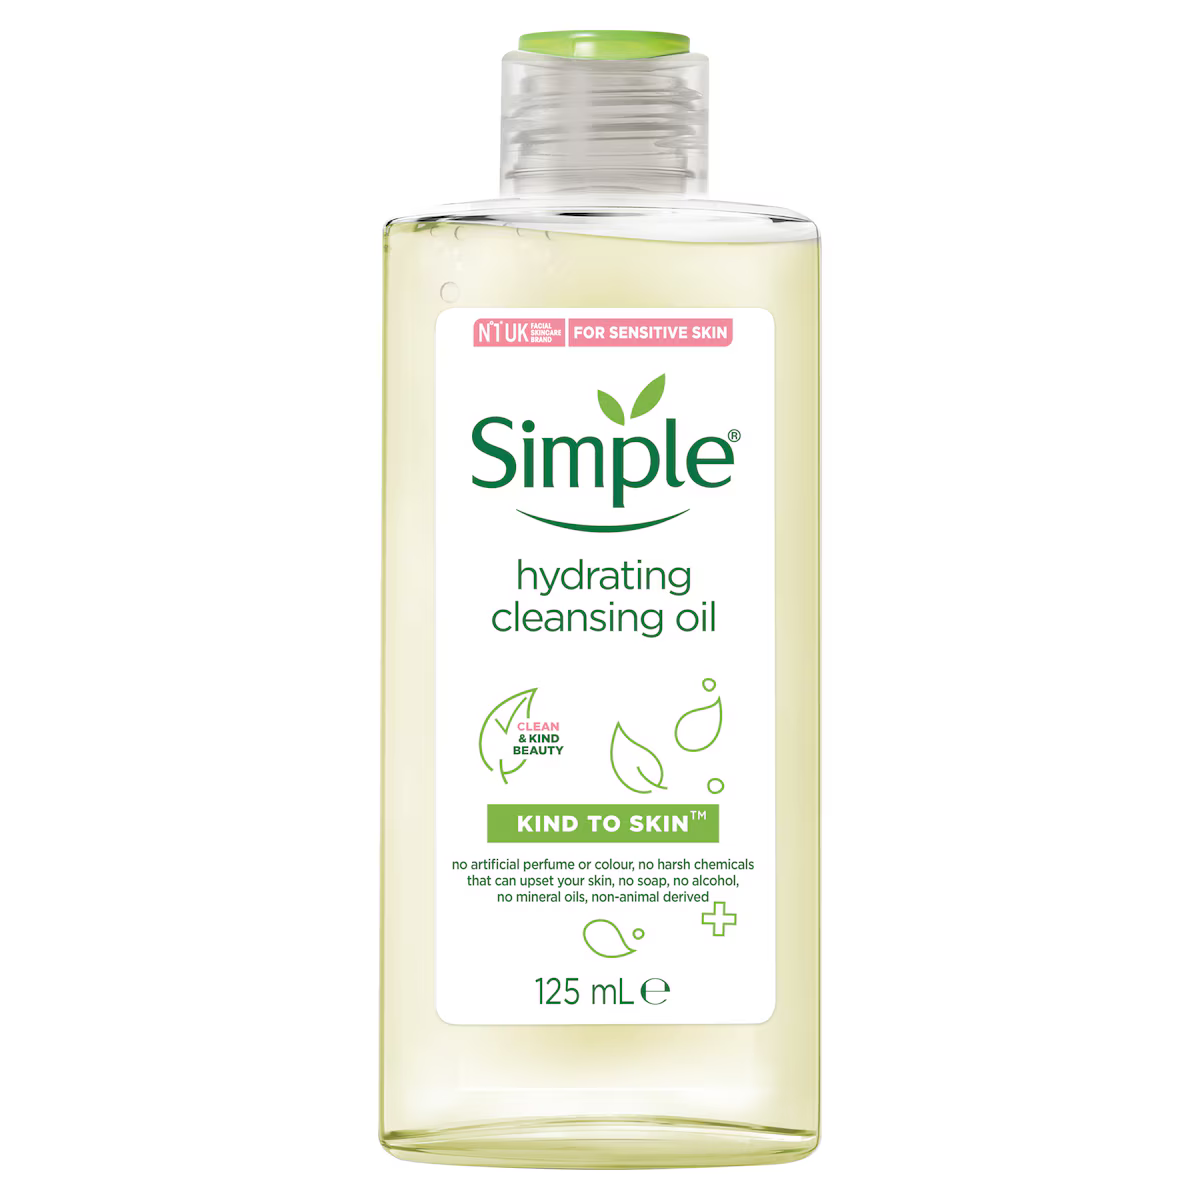 N°1 UK FACIAL SKINCARE BRAND FOR SENSITIVE SKIN
Simple®
hydrating
cleansing oil
CLEAN
& KIND
BEAUTY
KIND TO SKIN™
no artificial perfume or colour, no harsh chemicals
that can upset your skin, no soap, no alcohol,
no mineral oils, non-animal derived
125 mL ℮